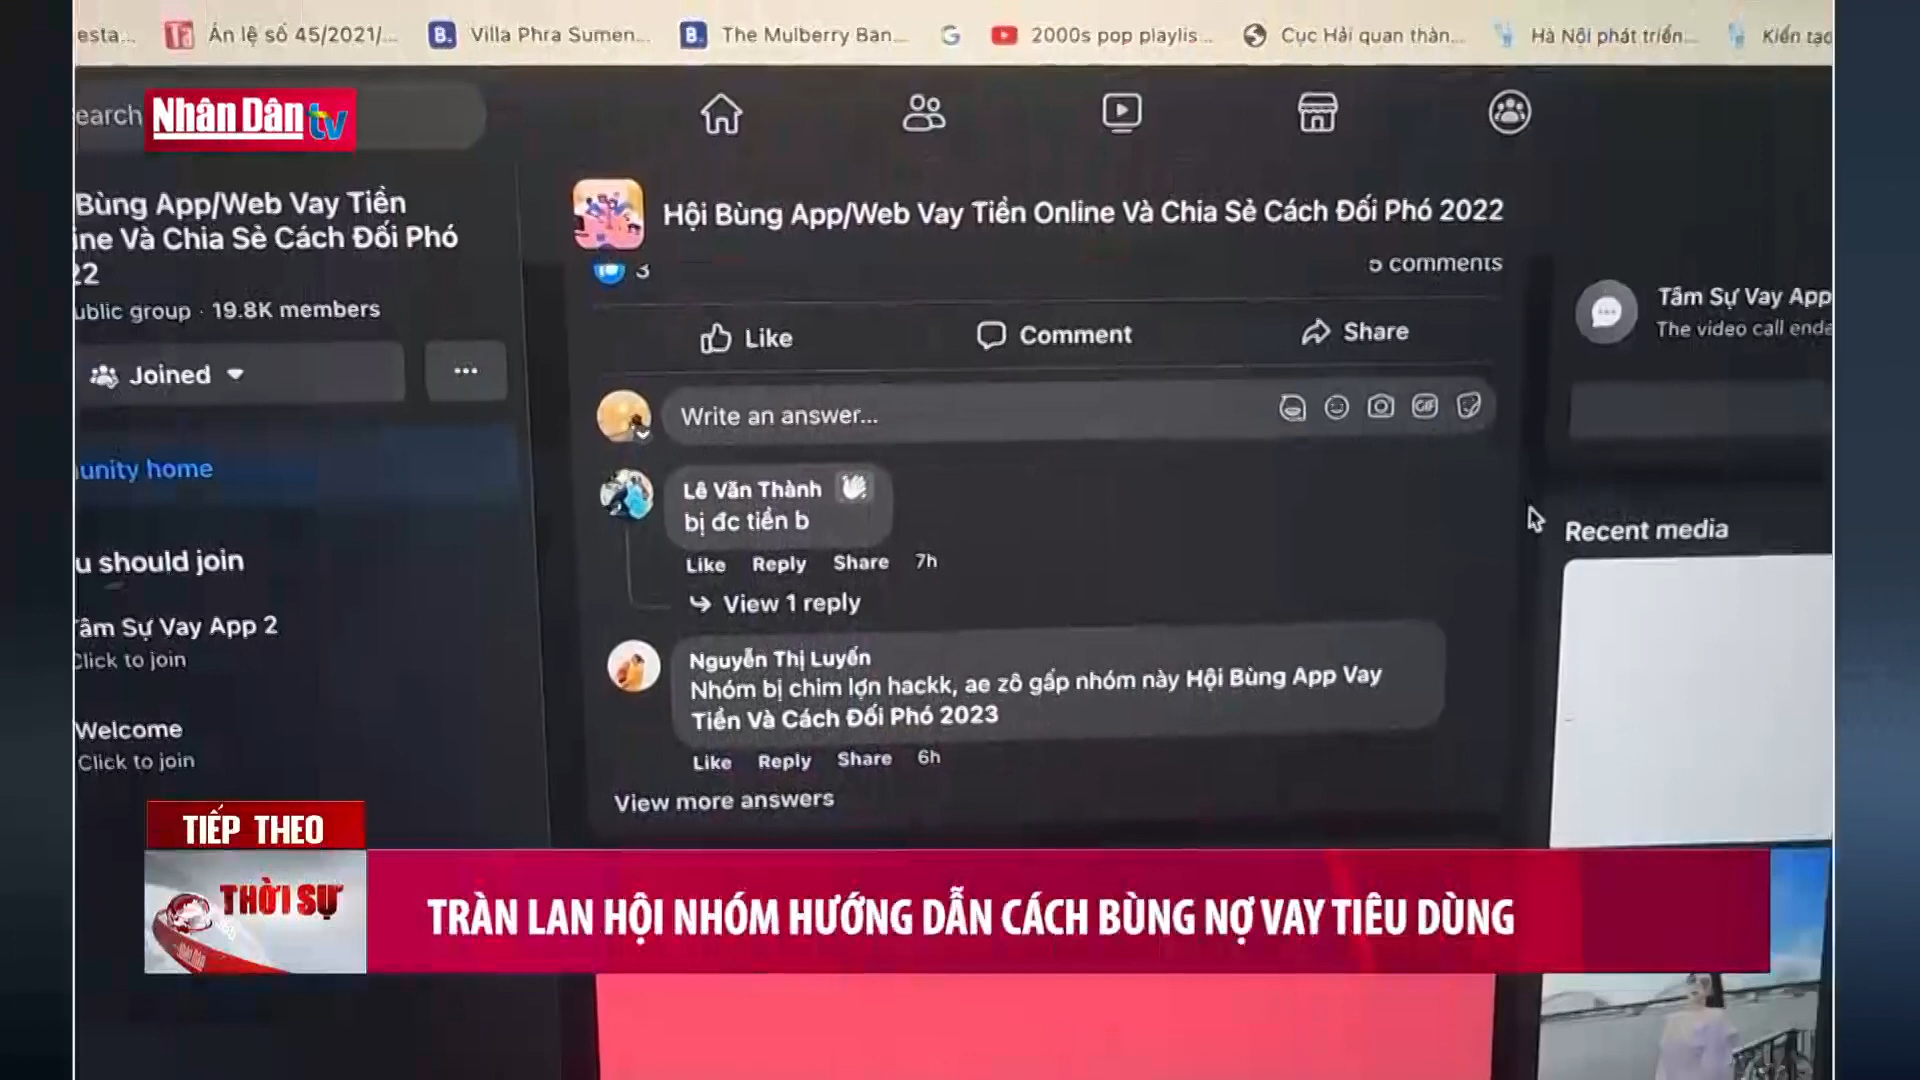 esta...
Án lệ số 45/2021/...
B.
Villa Phra Sumen...
B.
The Mulberry Ban...
G
2000s pop playlis...
Cục Hải quan thàn...
Hà Nội phát triển...
Kiến tạo
earch
Nhân Dân tv
Bùng App/Web Vay Tiền
ine Và Chia Sẻ Cách Đối Phó
22
ublic group · 19.8K members
Joined
...
unity home
u should join
âm Sự Vay App 2
Click to join
Welcome
Click to join
Hội Bùng App/Web Vay Tiền Online Và Chia Sẻ Cách Đối Phó 2022
3
5 comments
Like
Comment
Share
Write an answer...
GIF
Lê Văn Thành
bị đc tiền b
Like Reply Share 7h
View 1 reply
Nguyễn Thị Luyến
Nhóm bị chim lợn hackk, ae zô gấp nhóm này Hội Bùng App Vay
Tiền Và Cách Đối Phó 2023
Like Reply Share 6h
View more answers
Tâm Sự Vay App
The video call ende
Recent media
TIẾP THEO
THỜI SỰ
TRÀN LAN HỘI NHÓM HƯỚNG DẪN CÁCH BÙNG NỢ VAY TIÊU DÙNG